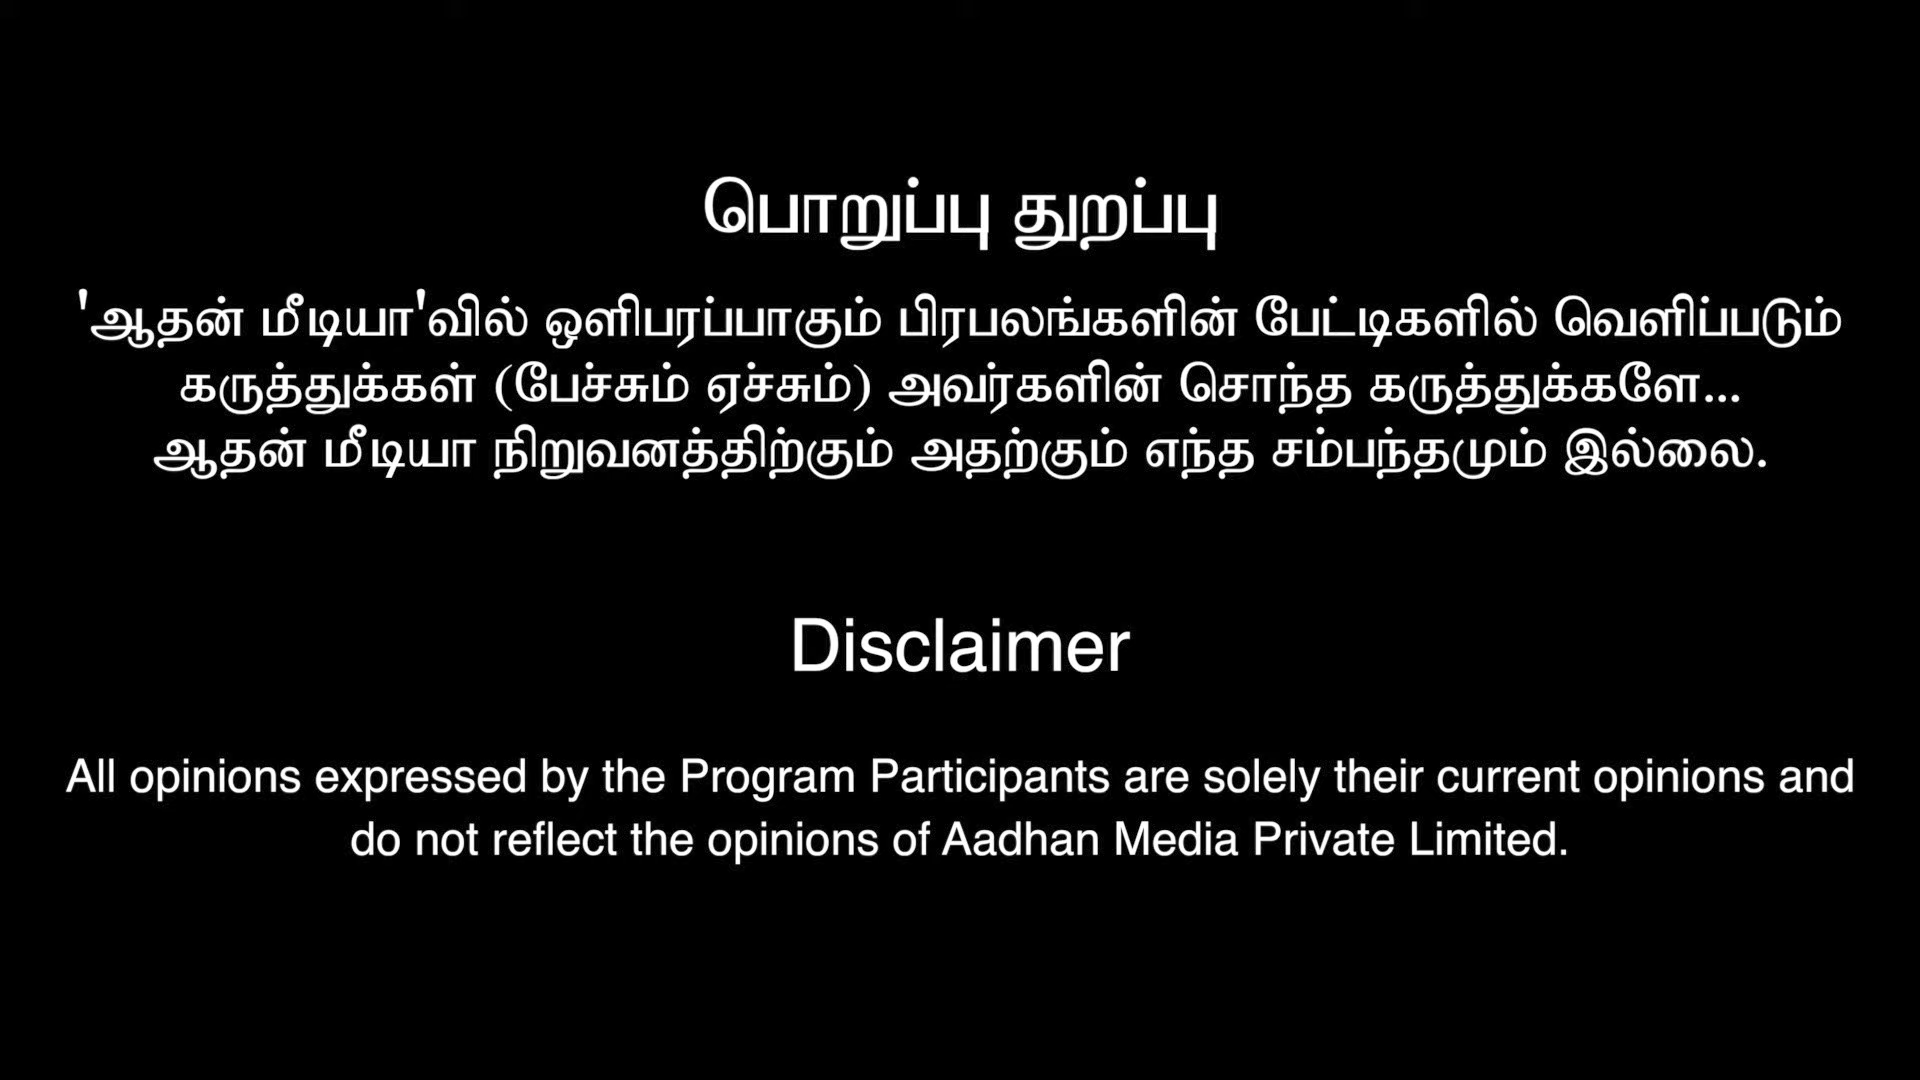 பொறுப்பு துறப்பு
'ஆதன் மீடியா'வில் ஒளிபரப்பாகும் பிரபலங்களின் பேட்டிகளில் வெளிப்படும்
கருத்துக்கள் (பேச்சும் ஏச்சும்) அவர்களின் சொந்த கருத்துக்களே...
ஆதன் மீடியா நிறுவனத்திற்கும் அதற்கும் எந்த சம்பந்தமும் இல்லை.
Disclaimer
All opinions expressed by the Program Participants are solely their current opinions and
do not reflect the opinions of Aadhan Media Private Limited.